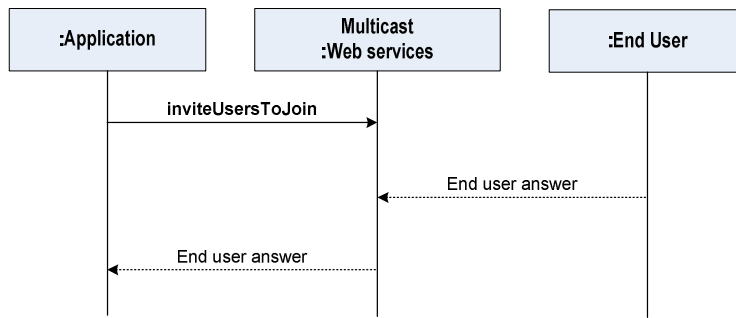 :Application
Multicast
:Web services
:End User
inviteUsersToJoin
End user answer
End user answer